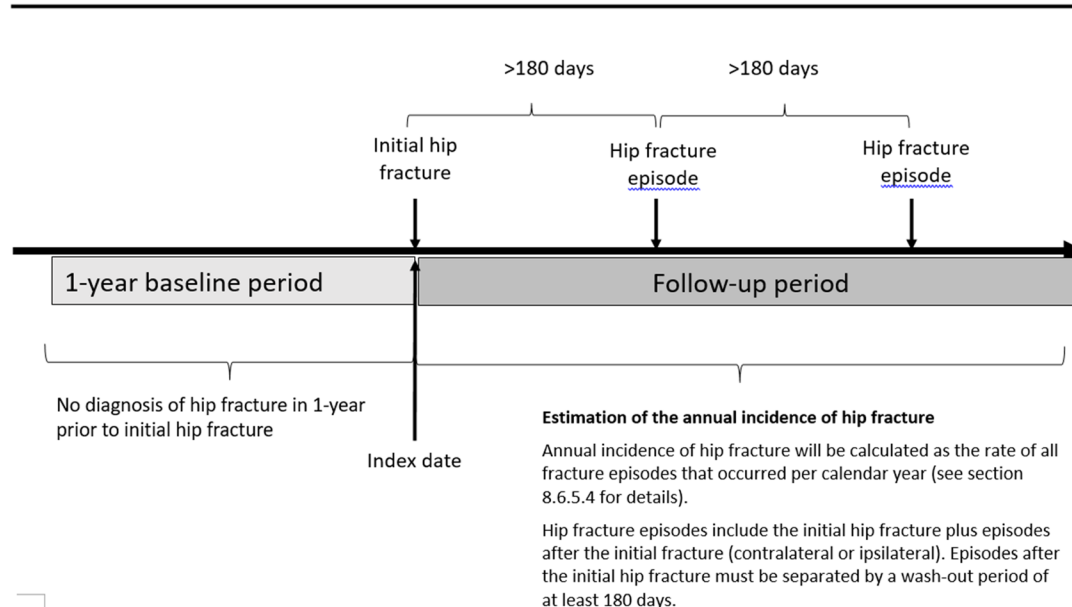 >180 days
>180 days
Initial hip
fracture
Hip fracture
episode
Hip fracture
episode
1-year baseline period
Follow-up period
No diagnosis of hip fracture in 1-year
prior to initial hip fracture
Index date
Estimation of the annual incidence of hip fracture
Annual incidence of hip fracture will be calculated as the rate of all
fracture episodes that occurred per calendar year (see section
8.6.5.4 for details).
Hip fracture episodes include the initial hip fracture plus episodes
after the initial fracture (contralateral or ipsilateral). Episodes after
the initial hip fracture must be separated by a wash-out period of
at least 180 days.